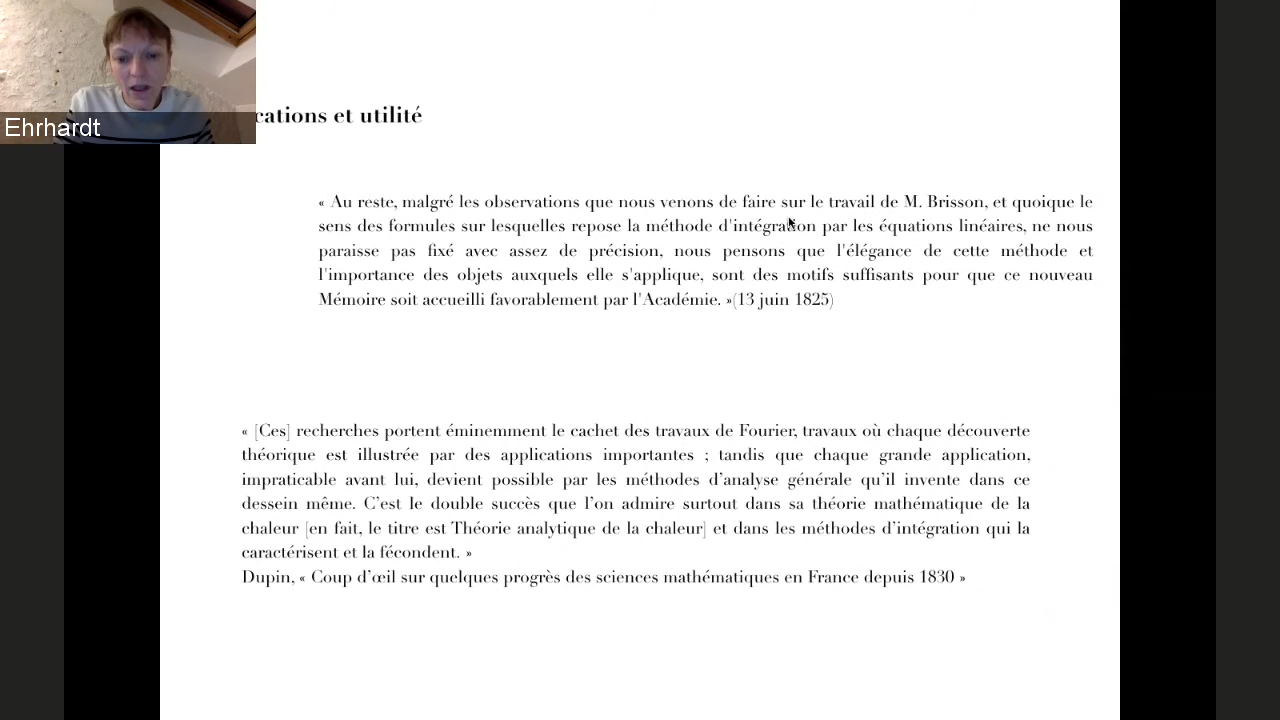 Ehrhardt
cations et utilité
« Au reste, malgré les observations que nous venons de faire sur le travail de M. Brisson, et quoique le
sens des formules sur lesquelles repose la méthode d'intégration par les équations linéaires, ne nous
paraisse pas fixé avec assez de précision, nous pensons que l'élégance de cette méthode et
l'importance des objets auxquels elle s'applique, sont des motifs suffisants pour que ce nouveau
Mémoire soit accueilli favorablement par l'Académie. »(13 juin 1825)
« [Ces] recherches portent éminemment le cachet des travaux de Fourier, travaux où chaque découverte
théorique est illustrée par des applications importantes ; tandis que chaque grande application,
impraticable avant lui, devient possible par les méthodes d’analyse générale qu’il invente dans ce
dessein même. C’est le double succès que l’on admire surtout dans sa théorie mathématique de la
chaleur [en fait, le titre est Théorie analytique de la chaleur] et dans les méthodes d’intégration qui la
caractérisent et la fécondent. »
Dupin, « Coup d’œil sur quelques progrès des sciences mathématiques en France depuis 1830 »